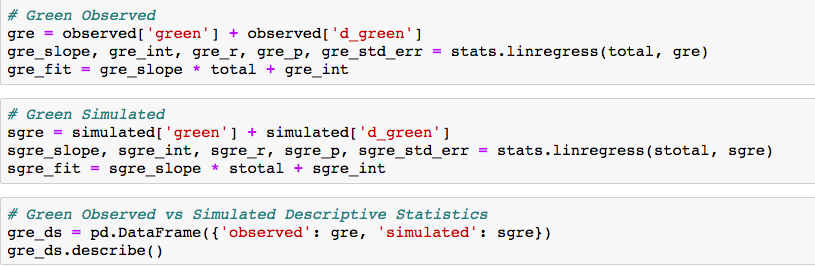 # Green Observed
gre = observed['green'] + observed['d_green']
gre_slope, gre_int, gre_r, gre_p, gre_std_err = stats.linregress(total, gre)
gre_fit = gre_slope * total + gre_int
# Green Simulated
sgre = simulated['green'] + simulated['d_green']
sgre_slope, sgre_int, sgre_r, sgre_p, sgre_std_err = stats.linregress(stotal, sgre)
sgre_fit = sgre_slope * stotal + sgre_int
# Green Observed vs Simulated Descriptive Statistics
gre_ds = pd.DataFrame({'observed': gre, 'simulated': sgre})
gre_ds.describe()